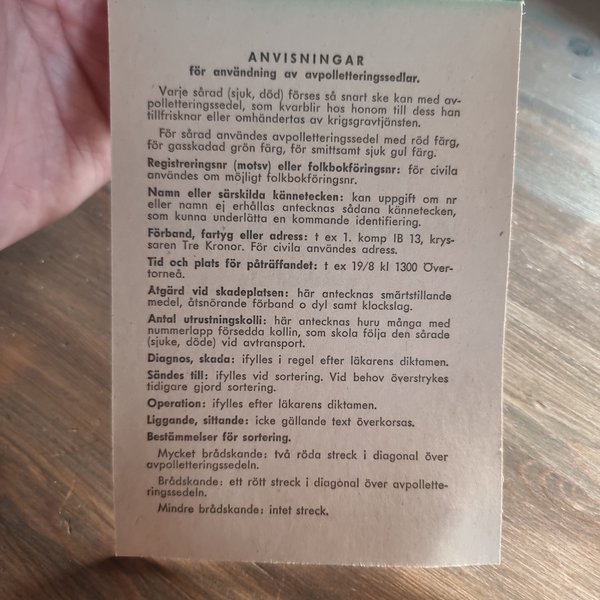 ANVISNINGAR
för användning av avpolletteringssedlar.
Varje sårad (sjuk, död) förses så snart ske kan med av-
polletteringssedel, som kvarblir hos honom till dess han
tillfrisknar eller omhändertas av krigsgravtjänsten.
För sårad användes avpolletteringssedel med röd färg,
för gasskadad grön färg, för smittsamt sjuk gul färg.
Registreringsnr (motsv) eller folkbokföringsnr: för civila
användes om möjligt folkbokföringsnr.
Namn eller särskilda kännetecken: kan uppgift om nr
eller namn ej erhållas antecknas sådana kännetecken,
som kunna underlätta en kommande identifiering.
Förband, fartyg eller adress: t ex 1. komp IB 13, krys-
saren Tre Kronor. För civila användes adress.
Tid och plats för påträffandet: t ex 19/8 kl 1300 Över-
torneå.
Åtgärd vid skadeplatsen: här antecknas smärtstillande
medel, åtsnörande förband o dyl samt klockslag.
Antal utrustningskolli: här antecknas huru många med
nummerlapp försedda kollin, som skola följa den sårade
(sjuke, döde) vid avtransport.
Diagnos, skada: ifylles i regel efter läkarens diktamen.
Sändes till: ifylles vid sortering. Vid behov överstrykes
tidigare gjord sortering.
Operation: ifylles efter läkarens diktamen.
Liggande, sittande: icke gällande text överkorsas.
Bestämmelser för sortering.
Mycket brådskande: två röda streck i diagonal över
avpolletteringssedeln.
Brådskande: ett rött streck i diagonal över avpollette-
ringssedeln.
Mindre brådskande: intet streck.